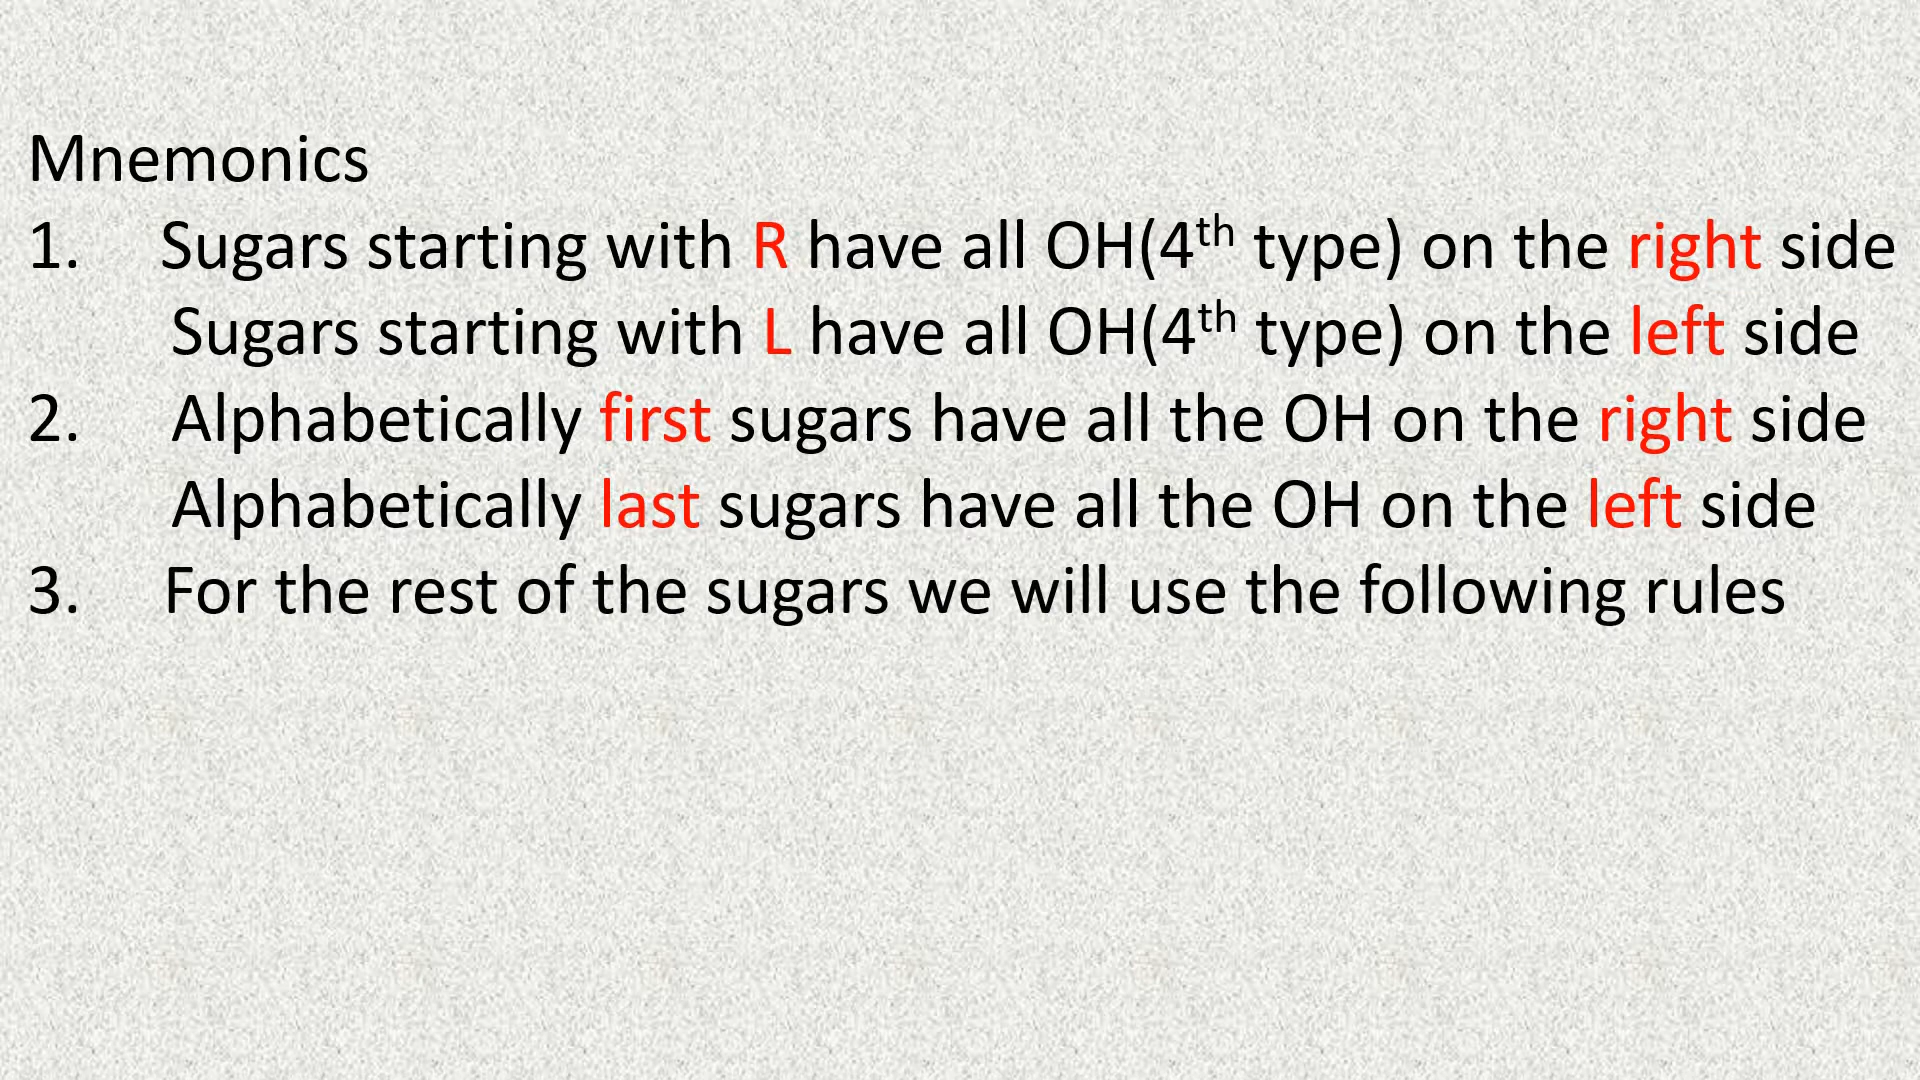 Mnemonics
1. Sugars starting with R have all OH(4th type) on the right side
Sugars starting with L have all OH(4th type) on the left side
2. Alphabetically first sugars have all the OH on the right side
Alphabetically last sugars have all the OH on the left side
3. For the rest of the sugars we will use the following rules